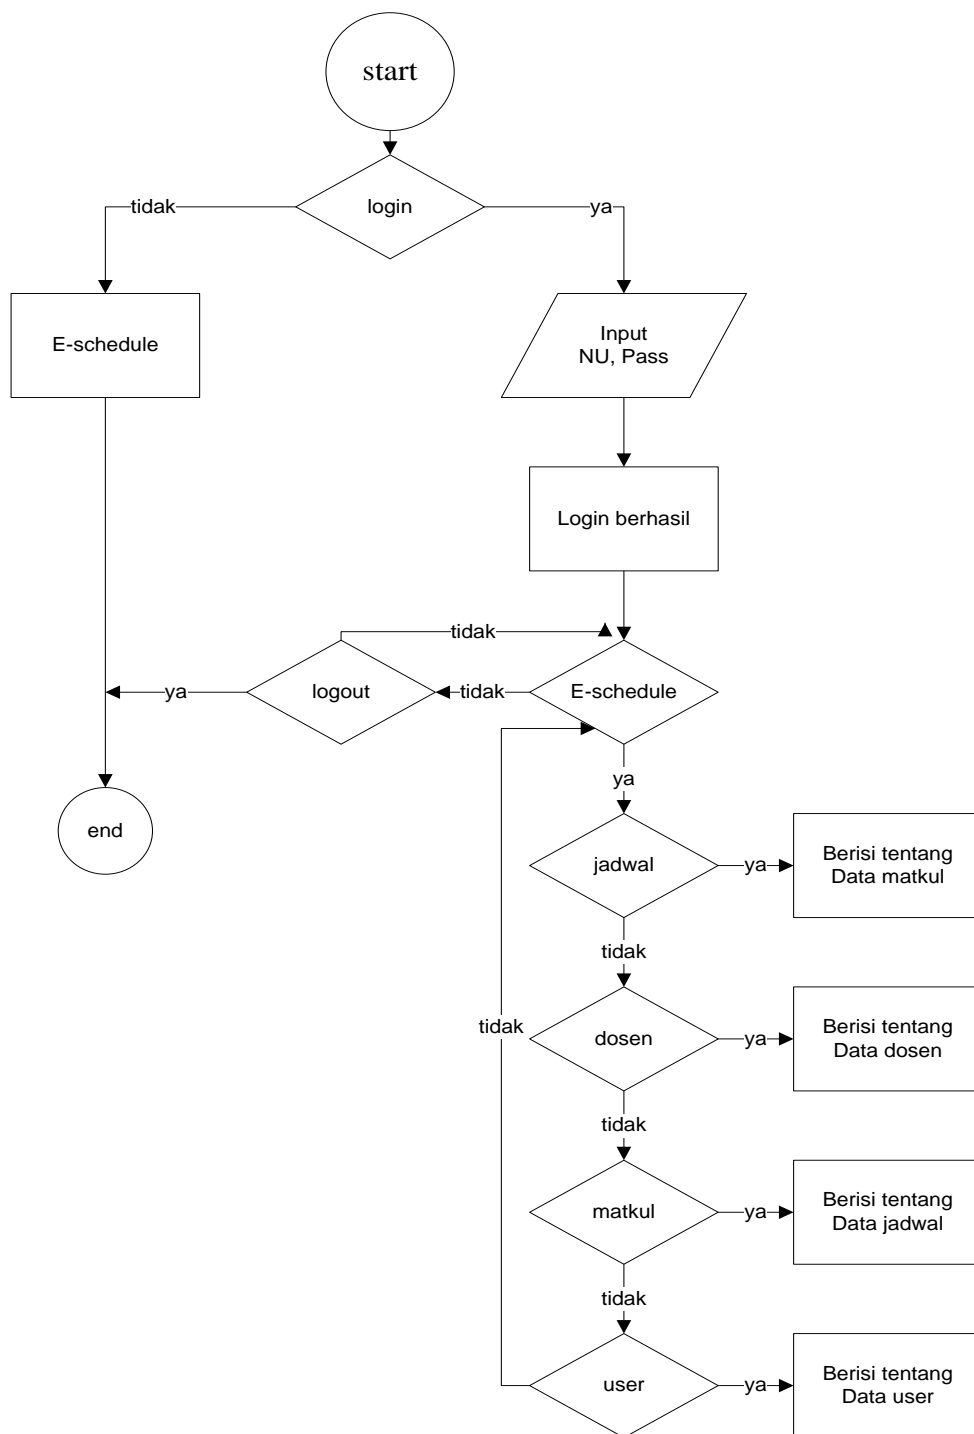 start
login
tidak
ya
E-schedule
Input
NU, Pass
Login berhasil
tidak
ya
logout
tidak
E-schedule
ya
end
jadwal
ya
Berisi tentang
Data matkul
tidak
tidak
dosen
ya
Berisi tentang
Data dosen
tidak
matkul
ya
Berisi tentang
Data jadwal
tidak
user
ya
Berisi tentang
Data user